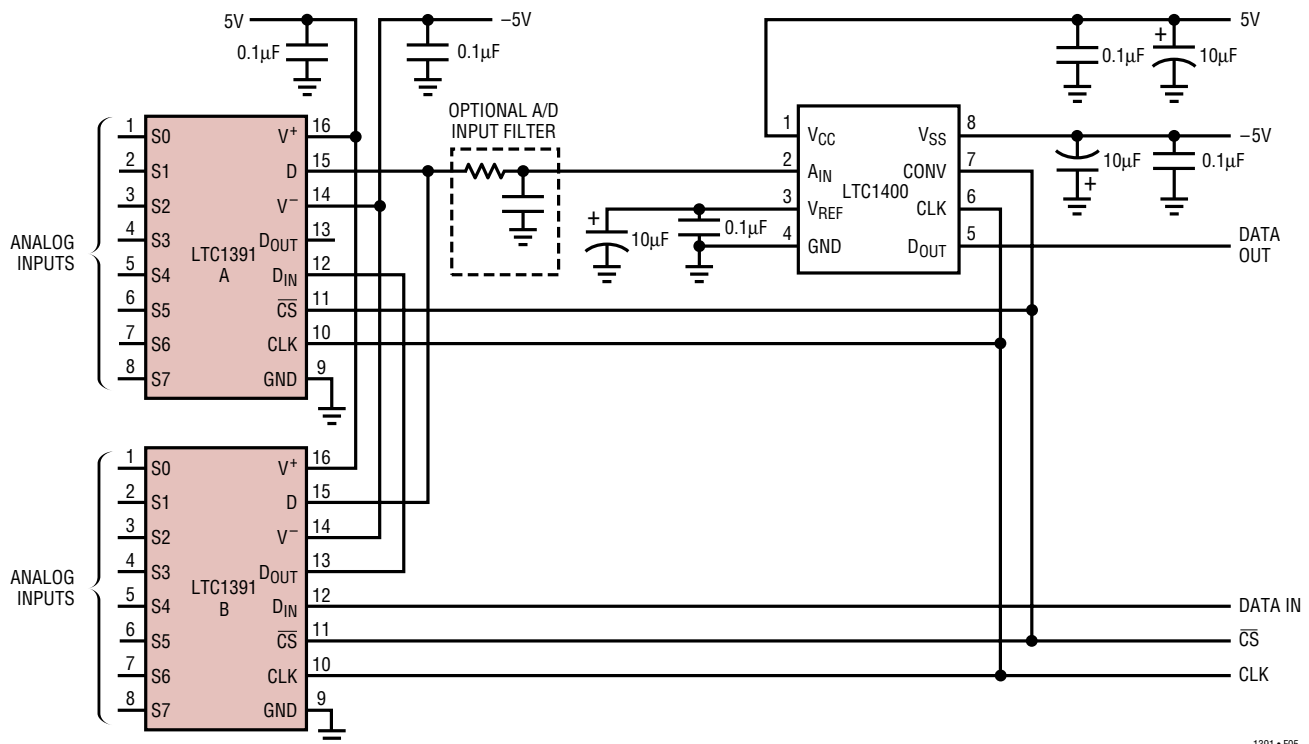 5V
–5V
5V
0.1µF
0.1µF
0.1µF
10µF
+
OPTIONAL A/D
INPUT FILTER
ANALOG
INPUTS
1 S0
2 S1
3 S2
4 S3
5 S4
6 S5
7 S6
8 S7
LTC1391
A
V+ 16
D 15
V– 14
DOUT 13
DIN 12
CS 11
CLK 10
GND 9
1 VCC
2 AIN
3 VREF
4 GND
LTC1400
VSS 8
CONV 7
CLK 6
DOUT 5
+
10µF
0.1µF
–5V
10µF
+
0.1µF
DATA
OUT
ANALOG
INPUTS
1 S0
2 S1
3 S2
4 S3
5 S4
6 S5
7 S6
8 S7
LTC1391
B
V+ 16
D 15
V– 14
DOUT 13
DIN 12
CS 11
CLK 10
GND 9
DATA IN
CS
CLK
1391 • F05